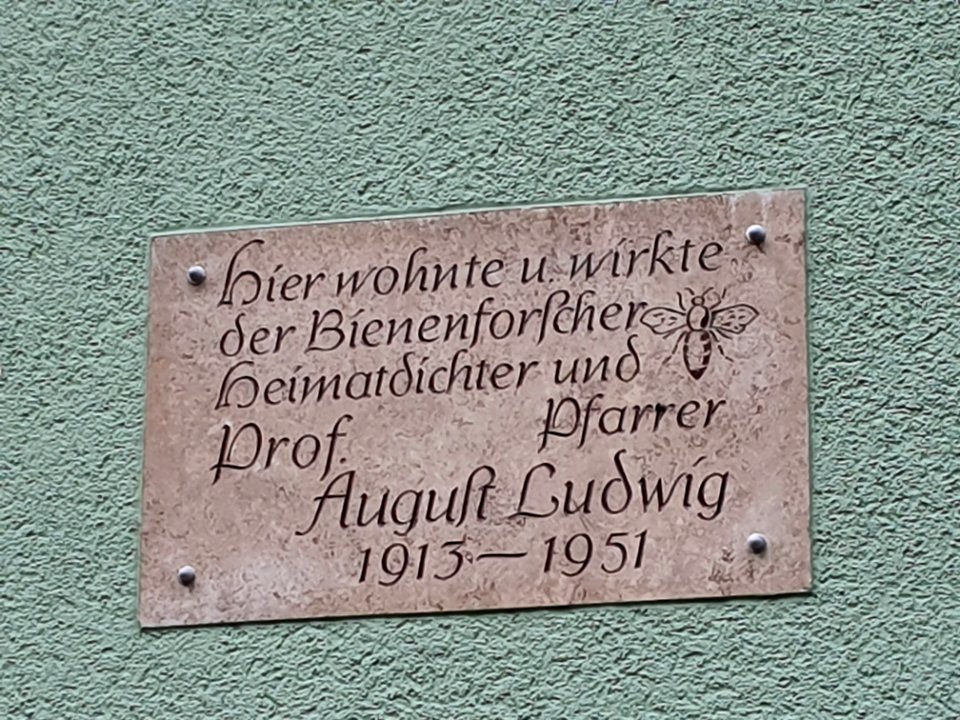 Hier wohnte u. wirkte
der Bienenforſcher
Heimatdichter und
Pfarrer
Prof.
Auguſt Ludwig
1913 — 1951